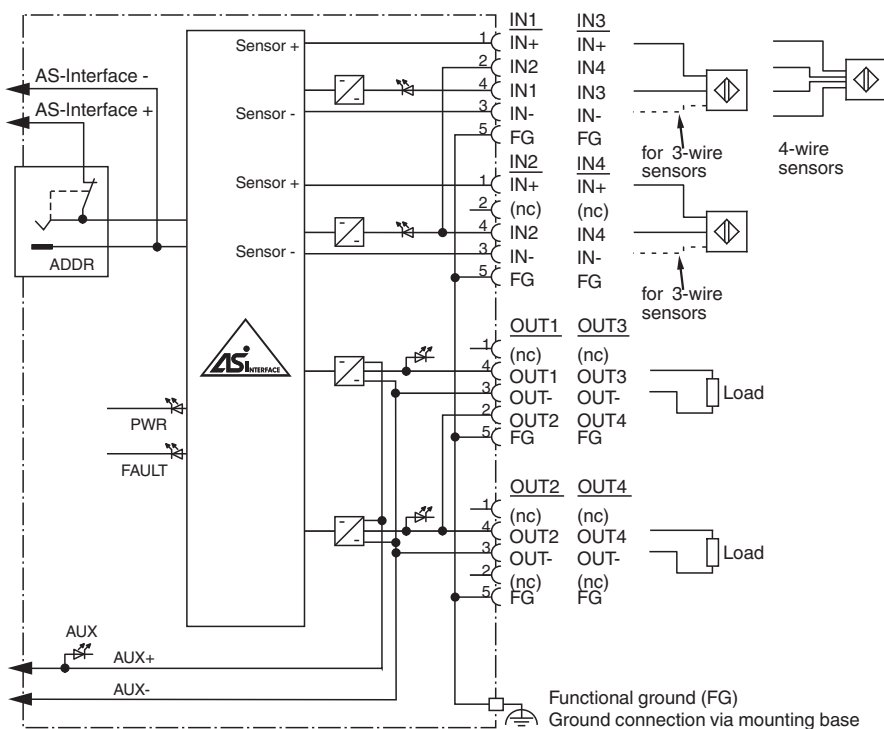 IN1 IN3
1 IN+ IN+
2 IN2 IN4
4 IN1 IN3
3 IN- IN-
5 FG FG
Sensor +
Sensor -
AS-Interface -
AS-Interface +
for 3-wire
sensors
4-wire
sensors
IN2 IN4
1 IN+ IN+
2 (nc) (nc)
4 IN2 IN4
3 IN- IN-
5 FG FG
Sensor +
Sensor -
for 3-wire
sensors
ADDR
ASi INTERFACE
OUT1 OUT3
1 (nc) (nc)
4 OUT1 OUT3
3 OUT- OUT-
2 OUT2 OUT4
5 FG FG
Load
PWR
FAULT
OUT2 OUT4
1 (nc) (nc)
4 OUT2 OUT4
3 OUT- OUT-
2 (nc) (nc)
5 FG FG
Load
AUX
AUX+
AUX-
Functional ground (FG)
Ground connection via mounting base